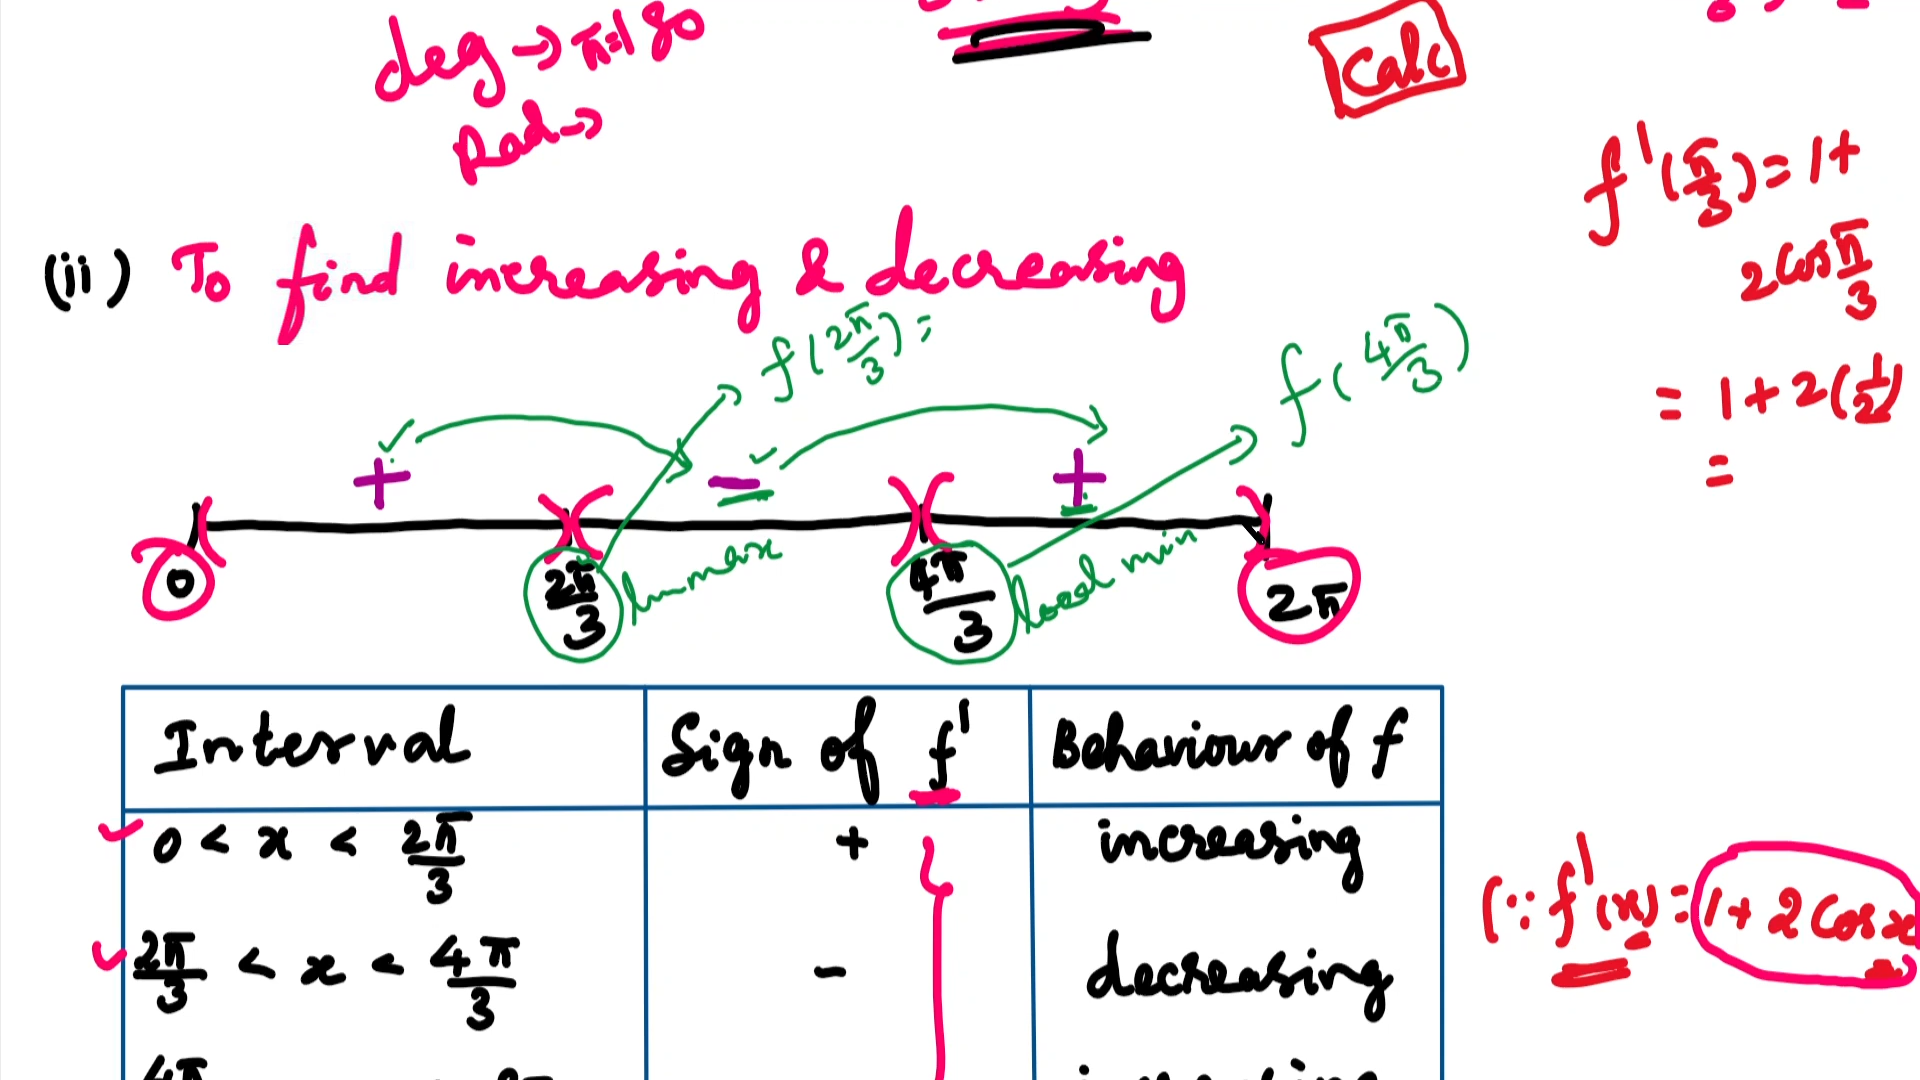 deg → π=180
Rad →
Calc
f'(π/3) = 1+
2cos π/3
= 1+2(1/2)
=
(ii) To find increasing & decreasing
f(2π/3) =
f(4π/3)
+ − +
0 2π/3 4π/3 local min 2π
Interval Sign of f' Behaviour of f
0 < x < 2π/3 + increasing
2π/3 < x < 4π/3 − decreasing
(∵ f'(x) = 1+2cosx)